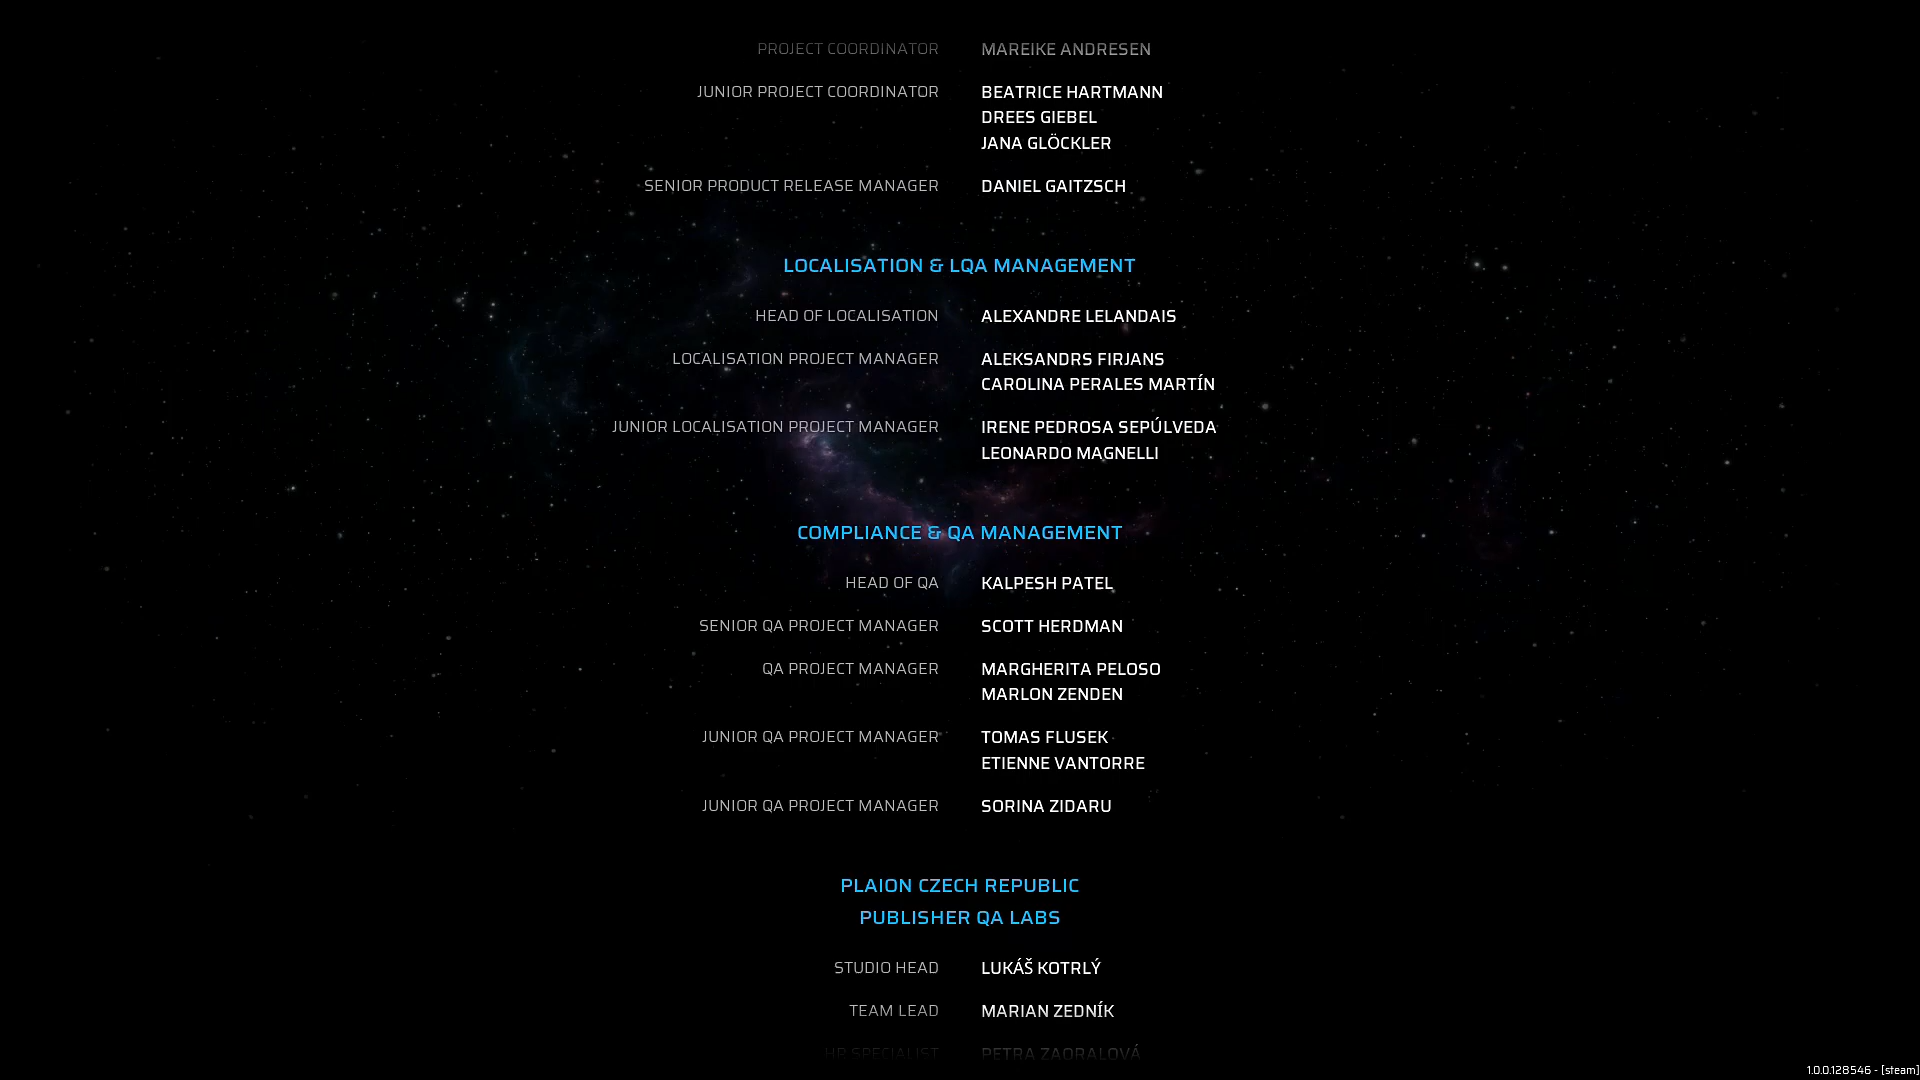 PROJECT COORDINATOR MAREIKE ANDRESEN
JUNIOR PROJECT COORDINATOR BEATRICE HARTMANN
DREES GIEBEL
JANA GLÖCKLER
SENIOR PRODUCT RELEASE MANAGER DANIEL GAITZSCH
LOCALISATION & LQA MANAGEMENT
HEAD OF LOCALISATION ALEXANDRE LELANDAIS
LOCALISATION PROJECT MANAGER ALEKSANDRS FIRJANS
CAROLINA PERALES MARTÍN
JUNIOR LOCALISATION PROJECT MANAGER IRENE PEDROSA SEPÚLVEDA
LEONARDO MAGNELLI
COMPLIANCE & QA MANAGEMENT
HEAD OF QA KALPESH PATEL
SENIOR QA PROJECT MANAGER SCOTT HERDMAN
QA PROJECT MANAGER MARGHERITA PELOSO
MARLON ZENDEN
JUNIOR QA PROJECT MANAGER TOMAS FLUSEK
ETIENNE VANTORRE
JUNIOR QA PROJECT MANAGER SORINA ZIDARU
PLAION CZECH REPUBLIC
PUBLISHER QA LABS
STUDIO HEAD LUKÁŠ KOTRLÝ
TEAM LEAD MARIAN ZEDNÍK
HP SPECIALIST PETRA ZAORALOVÁ
1.0.0.128546 - [steam]